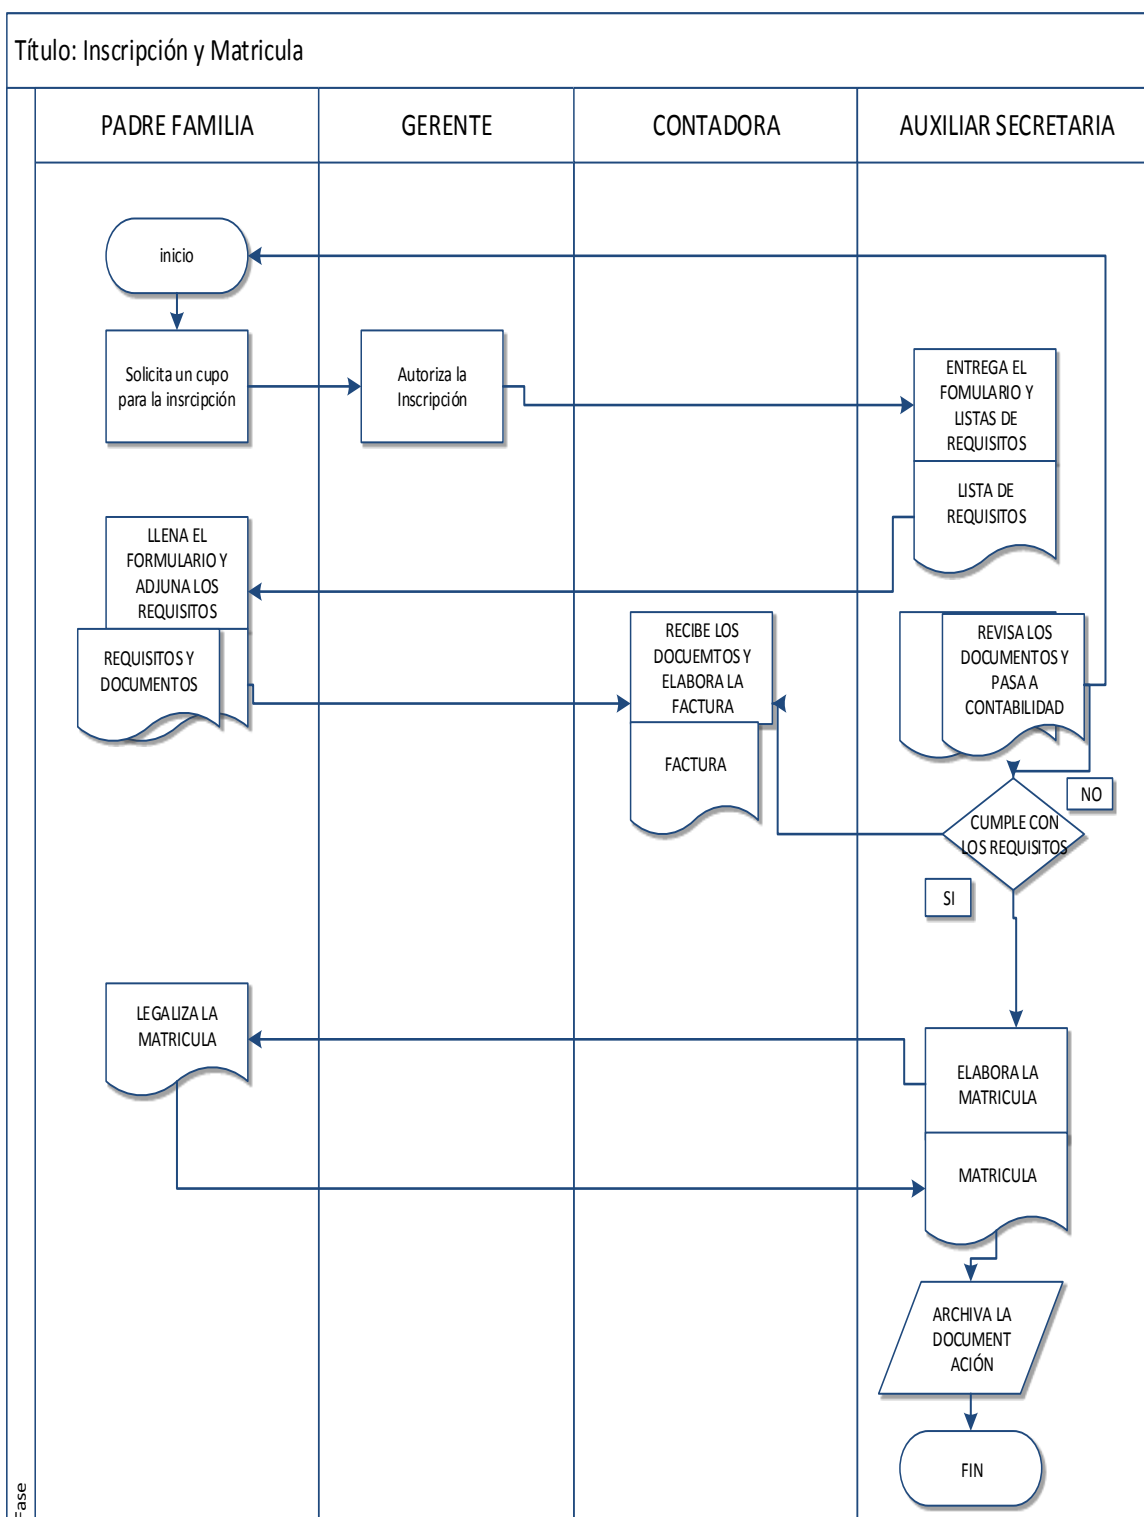 Título: Inscripción y Matricula
PADRE FAMILIA
GERENTE
CONTADORA
AUXILIAR SECRETARIA
inicio
Solicita un cupo
para la insrcipción
Autoriza la
Inscripción
ENTREGA EL
FOMULARIO Y
LISTAS DE
REQUISITOS
LISTA DE
REQUISITOS
LLENA EL
FORMULARIO Y
ADJUNA LOS
REQUISITOS
REQUISITOS Y
DOCUMENTOS
RECIBE LOS
DOCUEMTOS Y
ELABORA LA
FACTURA
FACTURA
REVISA LOS
DOCUMENTOS Y
PASA A
CONTABILIDAD
NO
CUMPLE CON
LOS REQUISITOS
SI
LEGALIZA LA
MATRICULA
ELABORA LA
MATRICULA
MATRICULA
ARCHIVA LA
DOCUMENT
ACIÓN
FIN
Fase